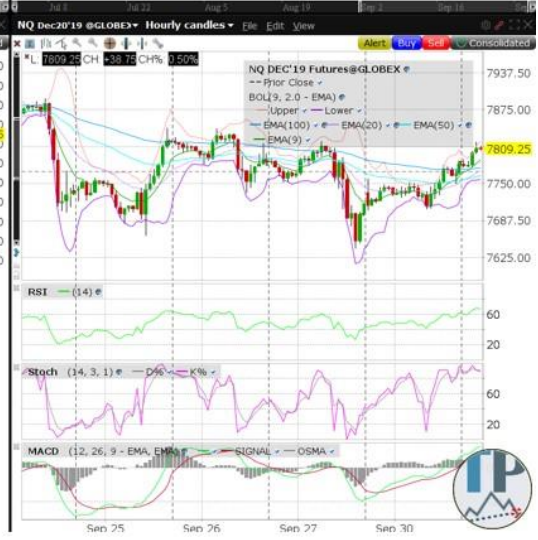 Jul 8 Jul 22 Aug 5 Aug 19 Sep 2 Sep 16
NQ Dec20'19 @GLOBEX Hourly candles File Edit View
Alert Buy Sell Consolidated
L: 7809.25 CH +38.75 CH% 0.50%
NQ DEC'19 Futures@GLOBEX
Prior Close
BOL(9, 2.0 - EMA)
Upper Lower
EMA(100) EMA(20) EMA(50)
EMA(9)
7937.50
7875.00
7809.25
7750.00
7687.50
7625.00
RSI (14)
60
20
Stoch (14, 3, 1) D% K%
60
20
MACD (12, 26, 9 - EMA, EMA) SIGNAL OSMA
TP
Sep 25 Sep 26 Sep 27 Sep 30